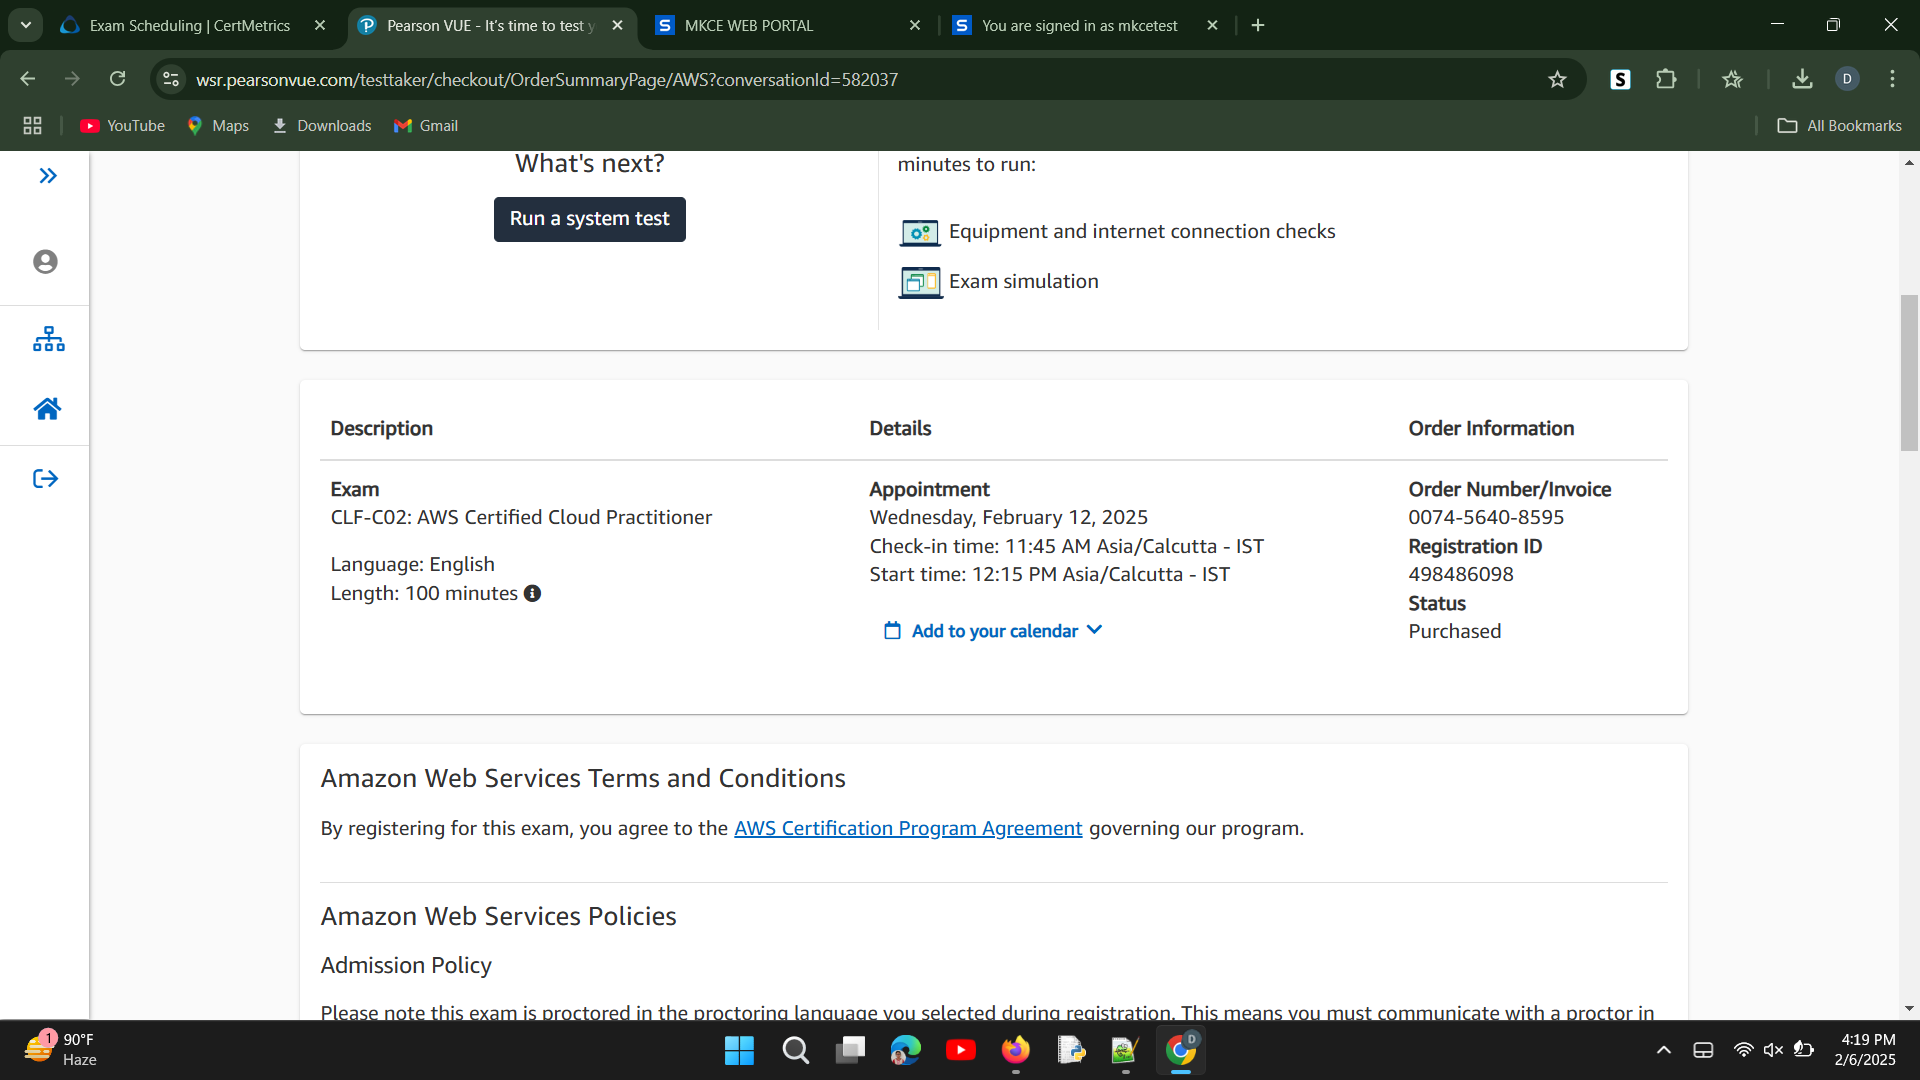 Exam Scheduling | CertMetrics
Pearson VUE - It's time to test y
MKCE WEB PORTAL
You are signed in as mkcetest
wsr.pearsonvue.com/testtaker/checkout/OrderSummaryPage/AWS?conversationId=582037
S
D
YouTube
Maps
Downloads
Gmail
All Bookmarks
What's next?
Run a system test
minutes to run:
Equipment and internet connection checks
Exam simulation
Description
Details
Order Information
Exam
CLF-C02: AWS Certified Cloud Practitioner
Language: English
Length: 100 minutes
Appointment
Wednesday, February 12, 2025
Check-in time: 11:45 AM Asia/Calcutta - IST
Start time: 12:15 PM Asia/Calcutta - IST
Add to your calendar
Order Number/Invoice
0074-5640-8595
Registration ID
498486098
Status
Purchased
Amazon Web Services Terms and Conditions
By registering for this exam, you agree to the AWS Certification Program Agreement governing our program.
Amazon Web Services Policies
Admission Policy
Please note this exam is proctored in the proctoring language you selected during registration. This means you must communicate with a proctor in
1
90°F
Haze
D
4:19 PM
2/6/2025